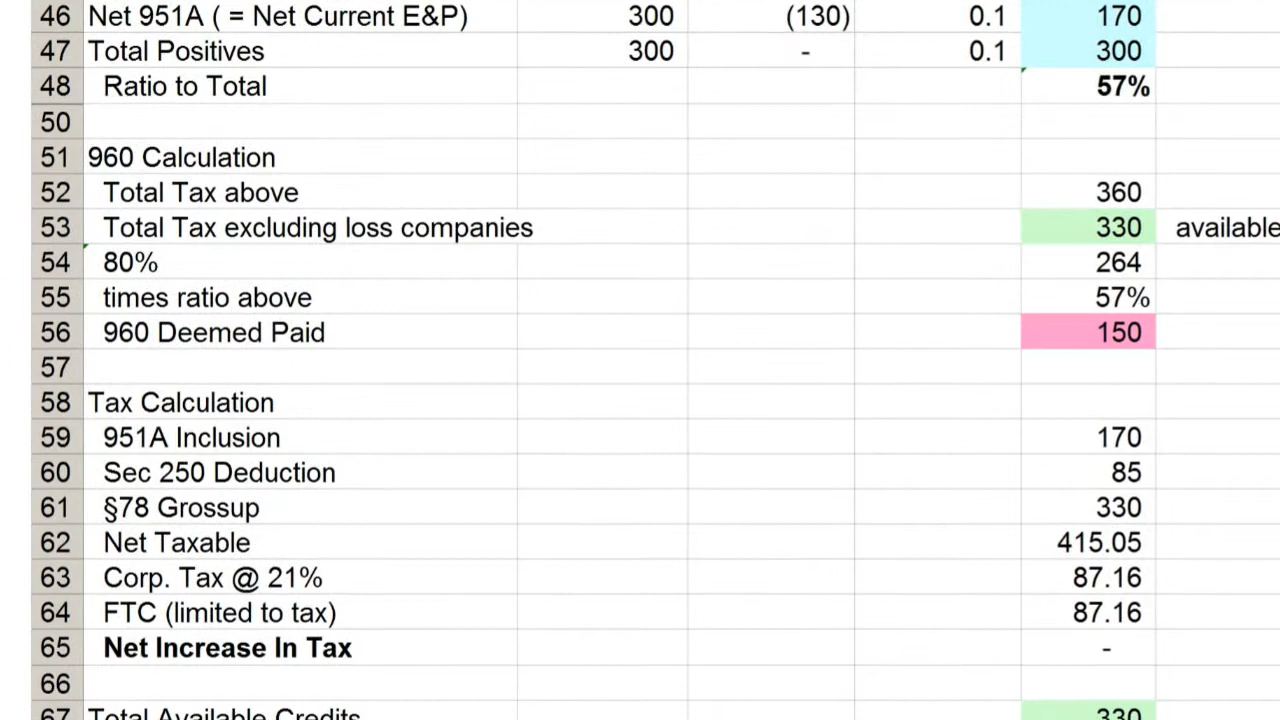 46 Net 951A ( = Net Current E&P) 300 (130) 0.1 170
47 Total Positives 300 - 0.1 300
48 Ratio to Total 57%
50
51 960 Calculation
52 Total Tax above 360
53 Total Tax excluding loss companies 330 available
54 80% 264
55 times ratio above 57%
56 960 Deemed Paid 150
57
58 Tax Calculation
59 951A Inclusion 170
60 Sec 250 Deduction 85
61 §78 Grossup 330
62 Net Taxable 415.05
63 Corp. Tax @ 21% 87.16
64 FTC (limited to tax) 87.16
65 Net Increase In Tax -
66
67 Total Available Credits 330